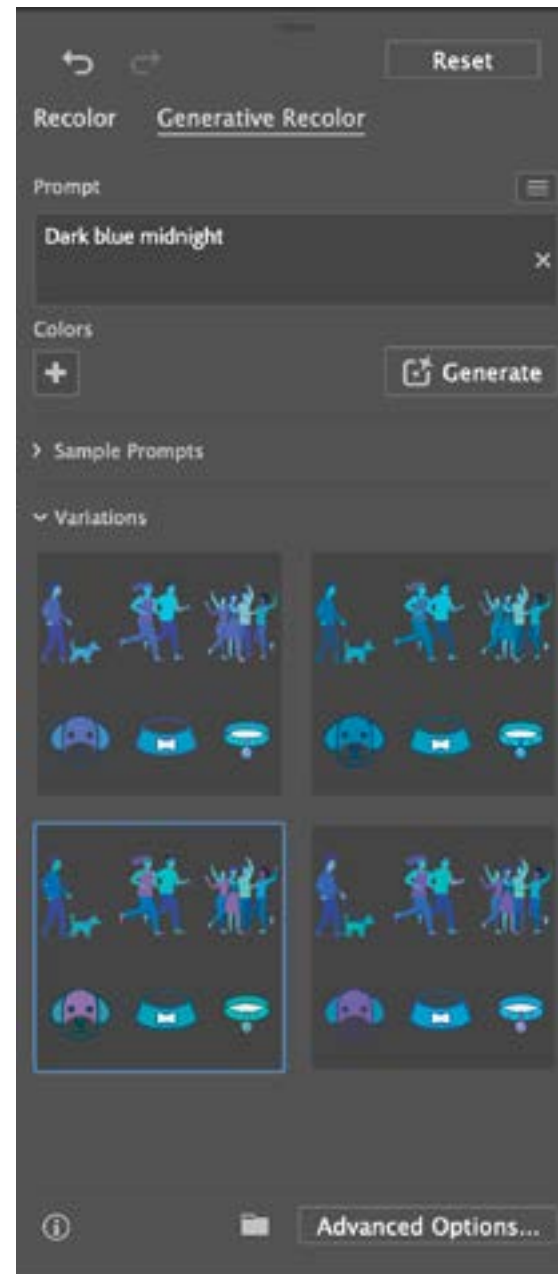 Reset
Recolor Generative Recolor
Prompt
Dark blue midnight
Colors
Generate
Sample Prompts
Variations
Advanced Options...